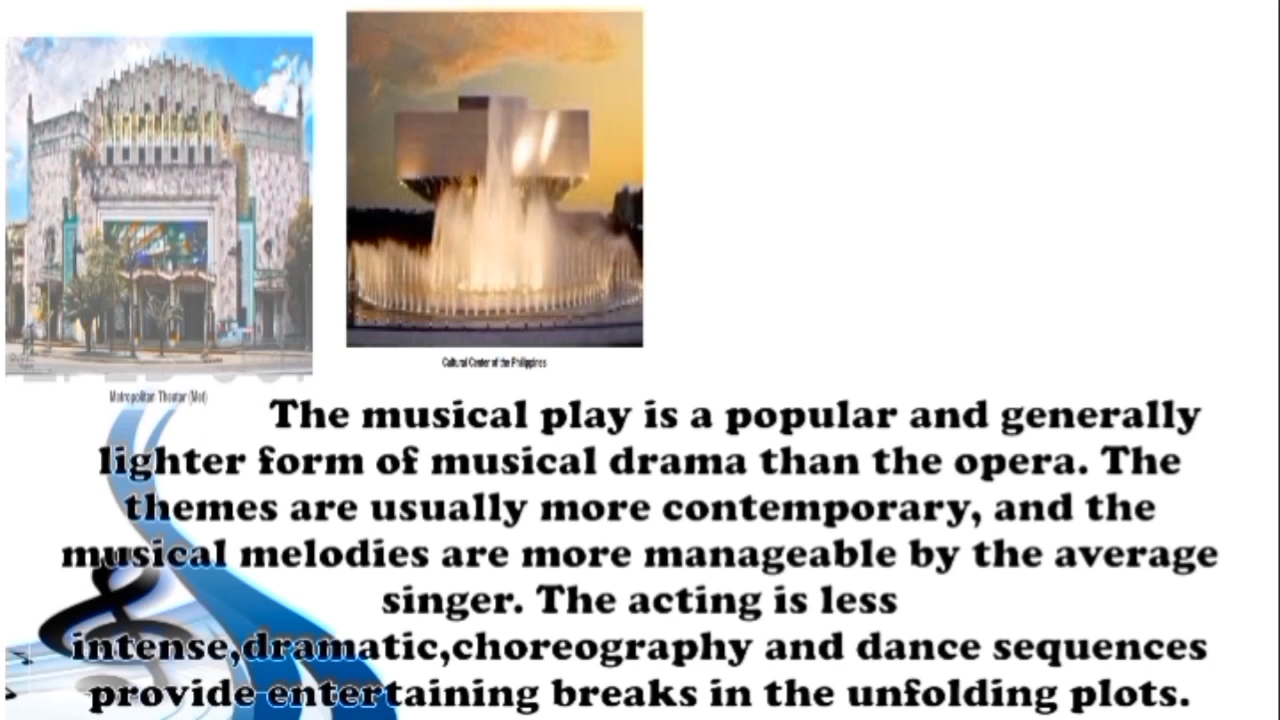 Cultural Center of the Philippines
Metropolitan Theater (Met)
The musical play is a popular and generally
lighter form of musical drama than the opera. The
themes are usually more contemporary, and the
musical melodies are more manageable by the average
singer. The acting is less
intense,dramatic,choreography and dance sequences
provide entertaining breaks in the unfolding plots.